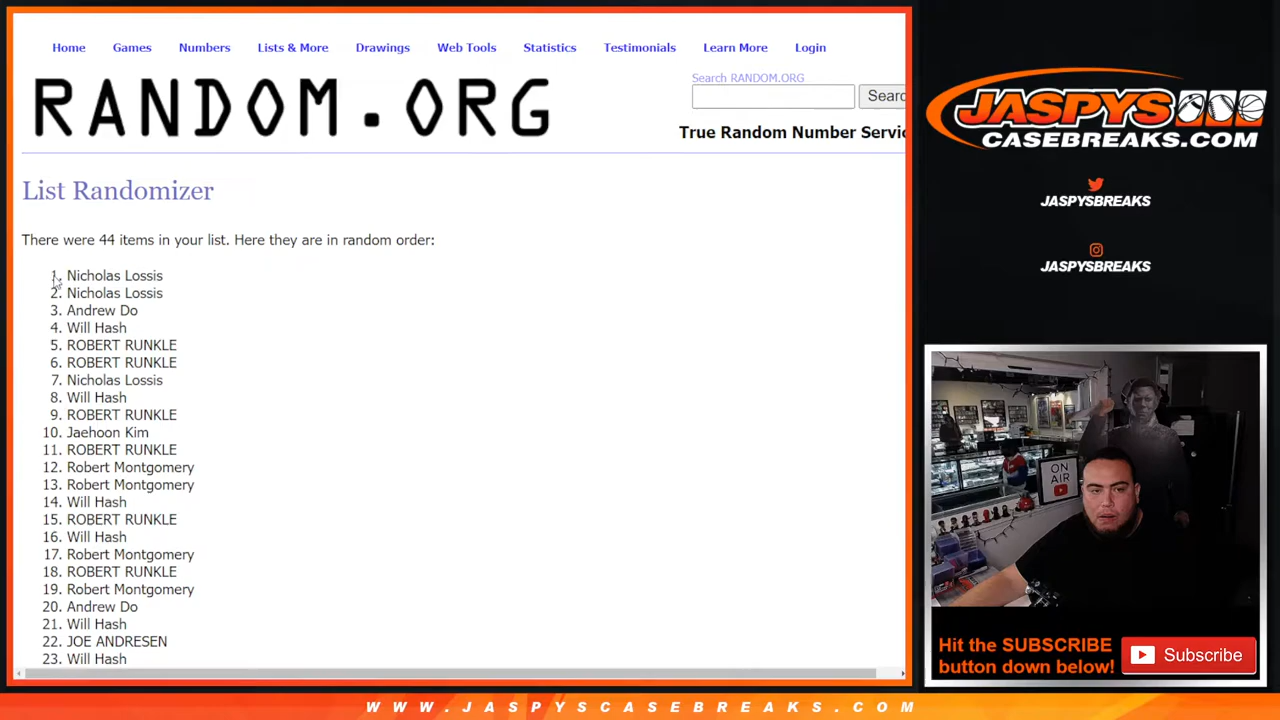 Home Games Numbers Lists & More Drawings Web Tools Statistics Testimonials Learn More Login
RANDOM.ORG
Search RANDOM.ORG
Searc
True Random Number Servic
List Randomizer
There were 44 items in your list. Here they are in random order:
1. Nicholas Lossis
2. Nicholas Lossis
3. Andrew Do
4. Will Hash
5. ROBERT RUNKLE
6. ROBERT RUNKLE
7. Nicholas Lossis
8. Will Hash
9. ROBERT RUNKLE
10. Jaehoon Kim
11. ROBERT RUNKLE
12. Robert Montgomery
13. Robert Montgomery
14. Will Hash
15. ROBERT RUNKLE
16. Will Hash
17. Robert Montgomery
18. ROBERT RUNKLE
19. Robert Montgomery
20. Andrew Do
21. Will Hash
22. JOE ANDRESEN
23. Will Hash
JASPYS
CASEBREAKS.COM
JASPYSBREAKS
JASPYSBREAKS
ON
AIR
Hit the SUBSCRIBE
button down below!
Subscribe
WWW.JASPYSCASEBREAKS.COM